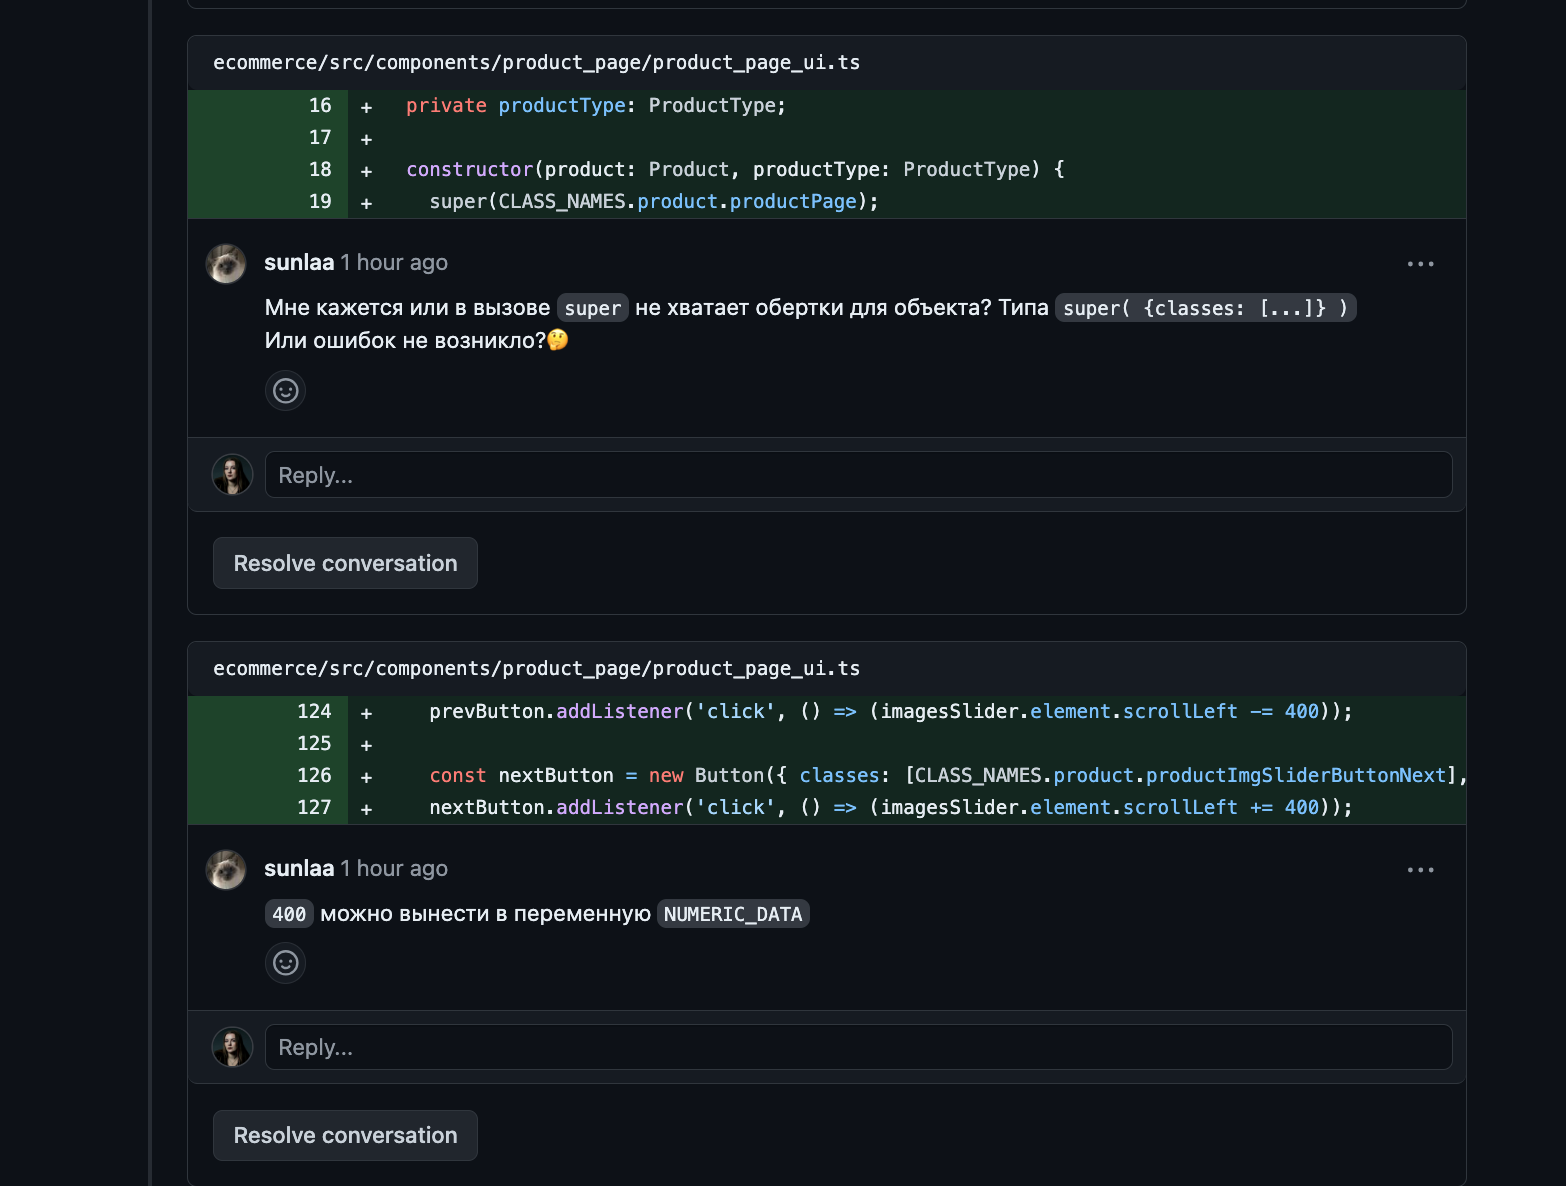 ecommerce/src/components/product_page/product_page_ui.ts
16 + private productType: ProductType;
17 +
18 + constructor(product: Product, productType: ProductType) {
19 + super(CLASS_NAMES.product.productPage);
sunlaa 1 hour ago
Мне кажется или в вызове super не хватает обертки для объекта? Типа super( {classes: [...]} )
Или ошибок не возникло?🤔
Reply...
Resolve conversation
ecommerce/src/components/product_page/product_page_ui.ts
124 + prevButton.addListener('click', () => (imagesSlider.element.scrollLeft -= 400));
125 +
126 + const nextButton = new Button({ classes: [CLASS_NAMES.product.productImgSliderButtonNext],
127 + nextButton.addListener('click', () => (imagesSlider.element.scrollLeft += 400));
sunlaa 1 hour ago
400 можно вынести в переменную NUMERIC_DATA
Reply...
Resolve conversation